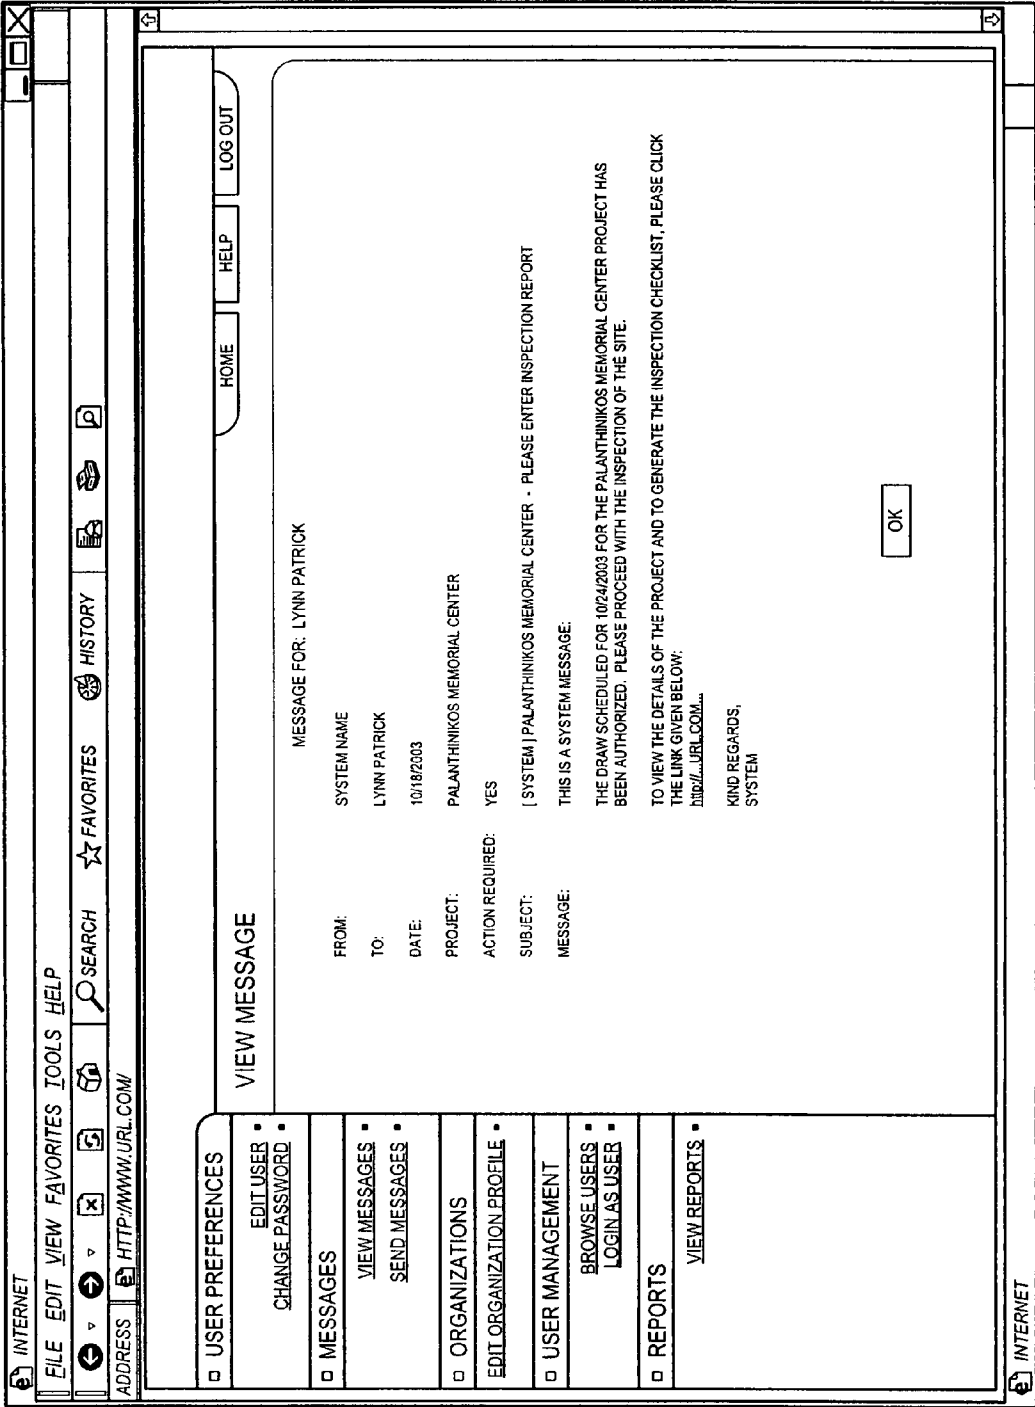 INTERNET
FILE EDIT VIEW FAVORITES TOOLS HELP
SEARCH FAVORITES HISTORY
ADDRESS HTTP://WWW.URL.COM/
HOME HELP LOG OUT
USER PREFERENCES
EDIT USER
CHANGE PASSWORD
MESSAGES
VIEW MESSAGES
SEND MESSAGES
ORGANIZATIONS
EDIT ORGANIZATION PROFILE
USER MANAGEMENT
BROWSE USERS
LOGIN AS USER
REPORTS
VIEW REPORTS
VIEW MESSAGE
MESSAGE FOR: LYNN PATRICK
FROM: SYSTEM NAME
TO: LYNN PATRICK
DATE: 10/18/2003
PROJECT: PALANTHINIKOS MEMORIAL CENTER
ACTION REQUIRED: YES
SUBJECT: [ SYSTEM ] PALANTHINIKOS MEMORIAL CENTER - PLEASE ENTER INSPECTION REPORT
MESSAGE: THIS IS A SYSTEM MESSAGE:
THE DRAW SCHEDULED FOR 10/24/2003 FOR THE PALANTHINIKOS MEMORIAL CENTER PROJECT HAS
BEEN AUTHORIZED. PLEASE PROCEED WITH THE INSPECTION OF THE SITE.
TO VIEW THE DETAILS OF THE PROJECT AND TO GENERATE THE INSPECTION CHECKLIST, PLEASE CLICK
THE LINK GIVEN BELOW:
http://...URL.COM...
KIND REGARDS,
SYSTEM
OK
INTERNET